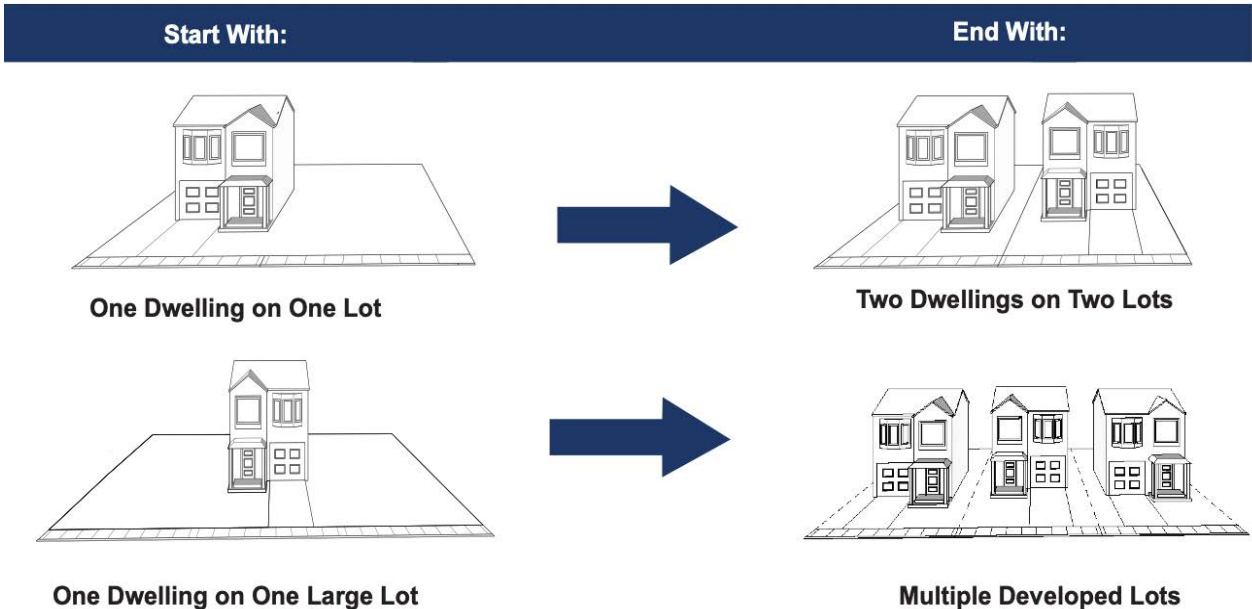 Start With:
End With:
One Dwelling on One Lot
Two Dwellings on Two Lots
One Dwelling on One Large Lot
Multiple Developed Lots